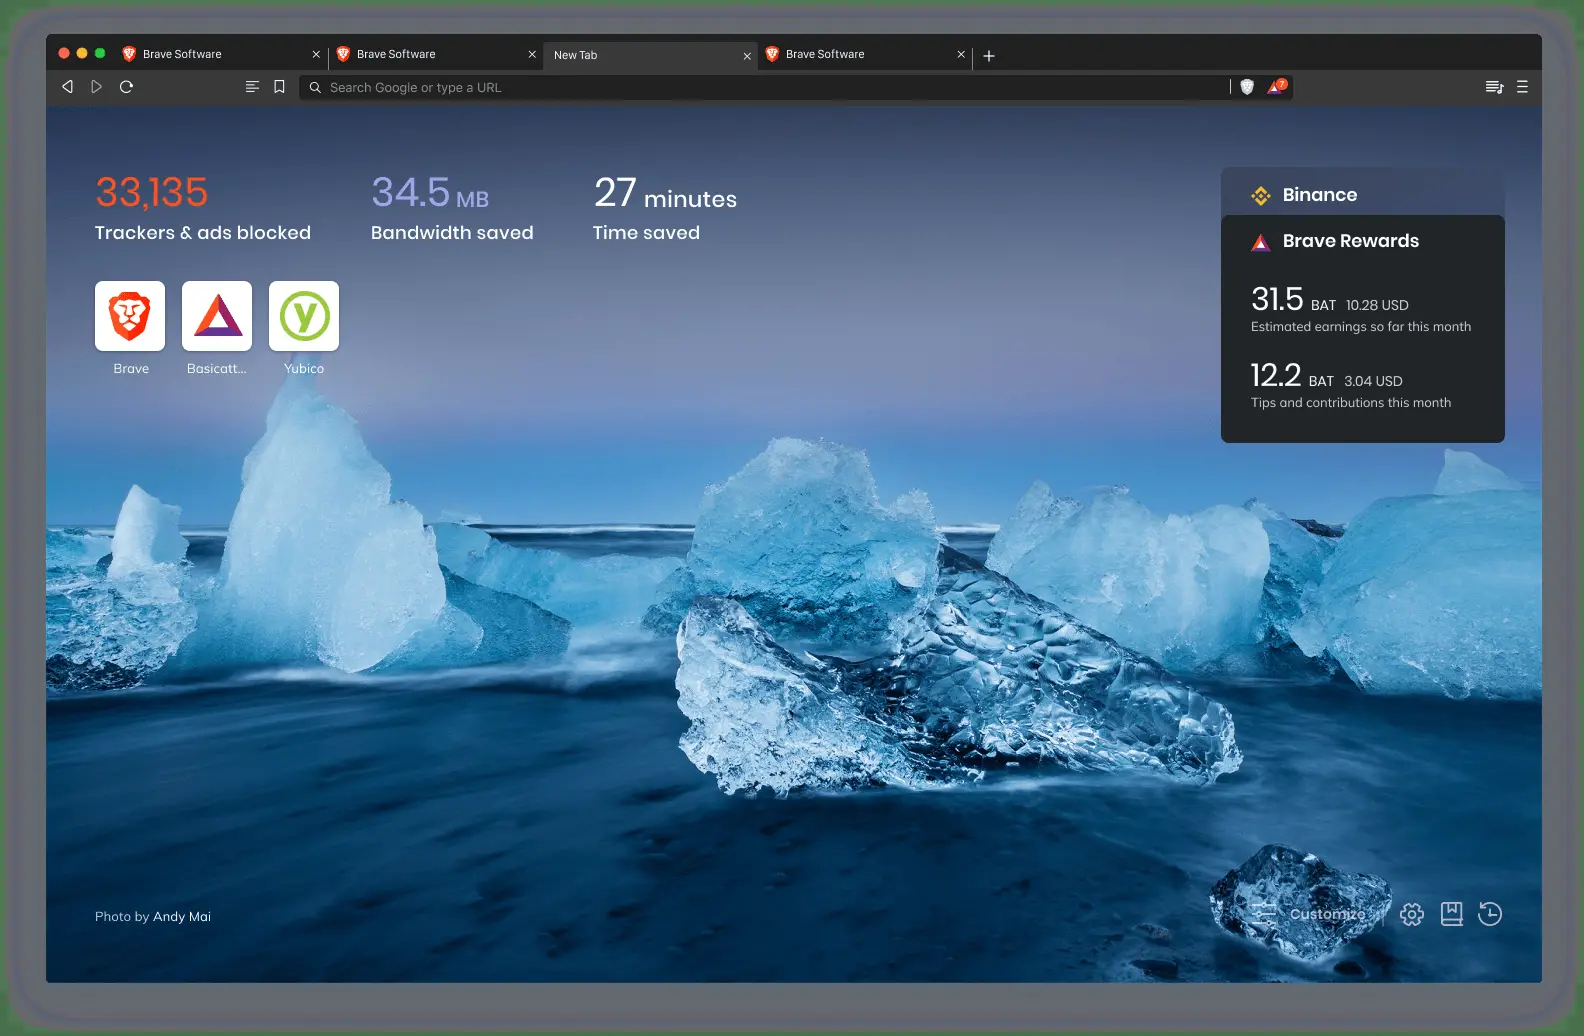 Brave Software
Brave Software
New Tab
Brave Software
Search Google or type a URL
7
33,135
Trackers & ads blocked
34.5 MB
Bandwidth saved
27 minutes
Time saved
Brave
Basicatt...
y
Yubico
Binance
Brave Rewards
31.5 BAT 10.28 USD
Estimated earnings so far this month
12.2 BAT 3.04 USD
Tips and contributions this month
Photo by Andy Mai
Customize